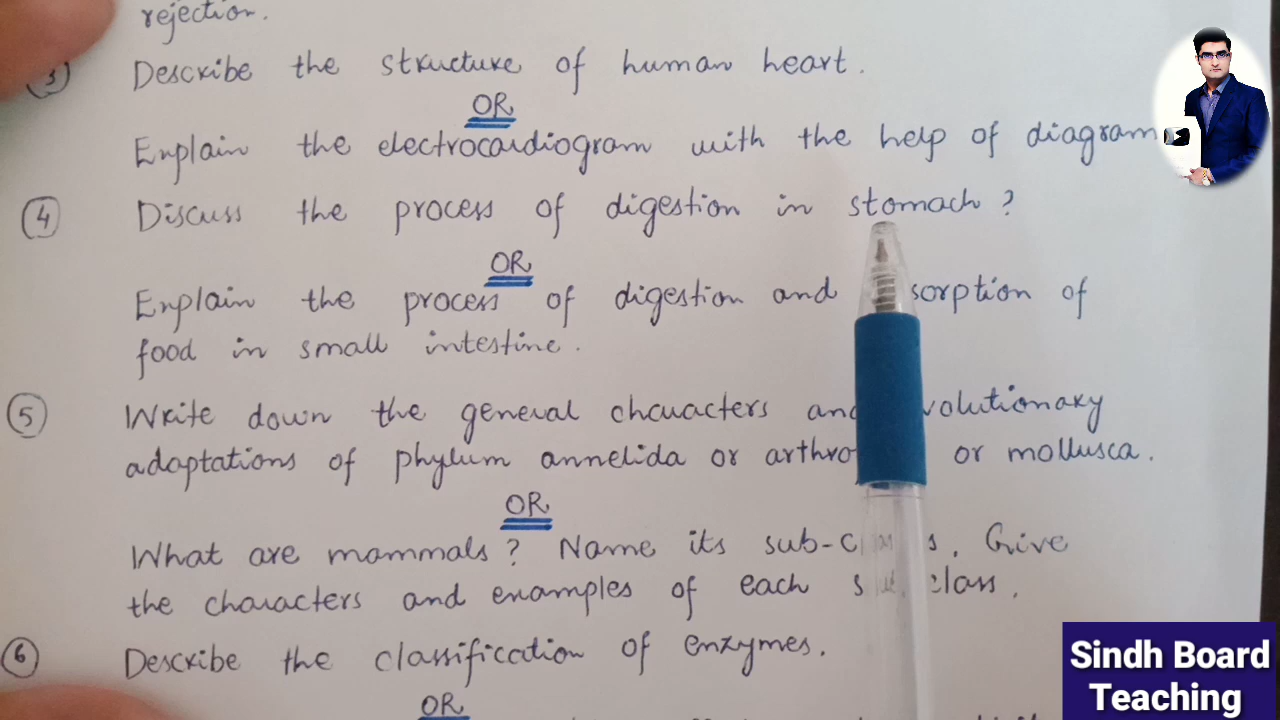 rejection.
3 Describe the structure of human heart.
OR
Explain the electrocardiogram with the help of diagram
4 Discuss the process of digestion in stomach ?
OR
Explain the process of digestion and sorption of
food in small intestine.
5 Write down the general characters and volutionary
adaptations of phylum annelida or arthro or mollusca.
OR
What are mammals ? Name its sub-c s. Give
the characters and examples of each s class.
6 Describe the classification of enzymes.
OR
Sindh Board
Teaching